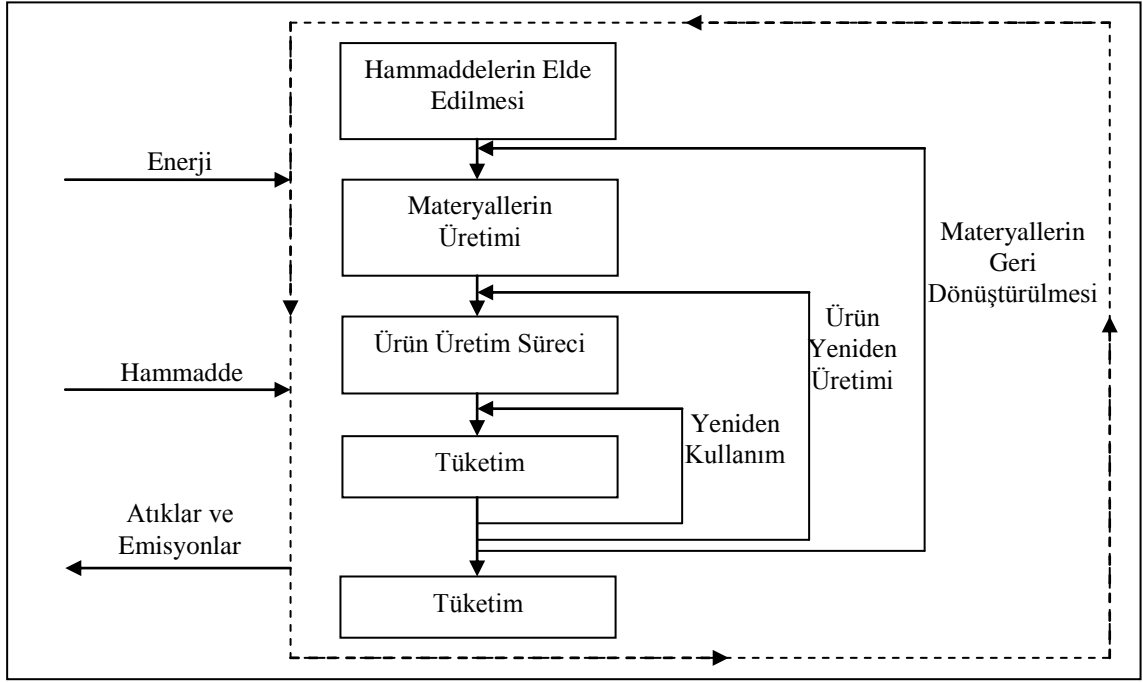 Hammaddelerin Elde
Edilmesi
Enerji
Materyallerin
Üretimi
Materyallerin
Geri
Dönüştürülmesi
Ürün Üretim Süreci
Ürün
Yeniden
Üretimi
Hammadde
Yeniden
Kullanım
Tüketim
Atıklar ve
Emisyonlar
Tüketim